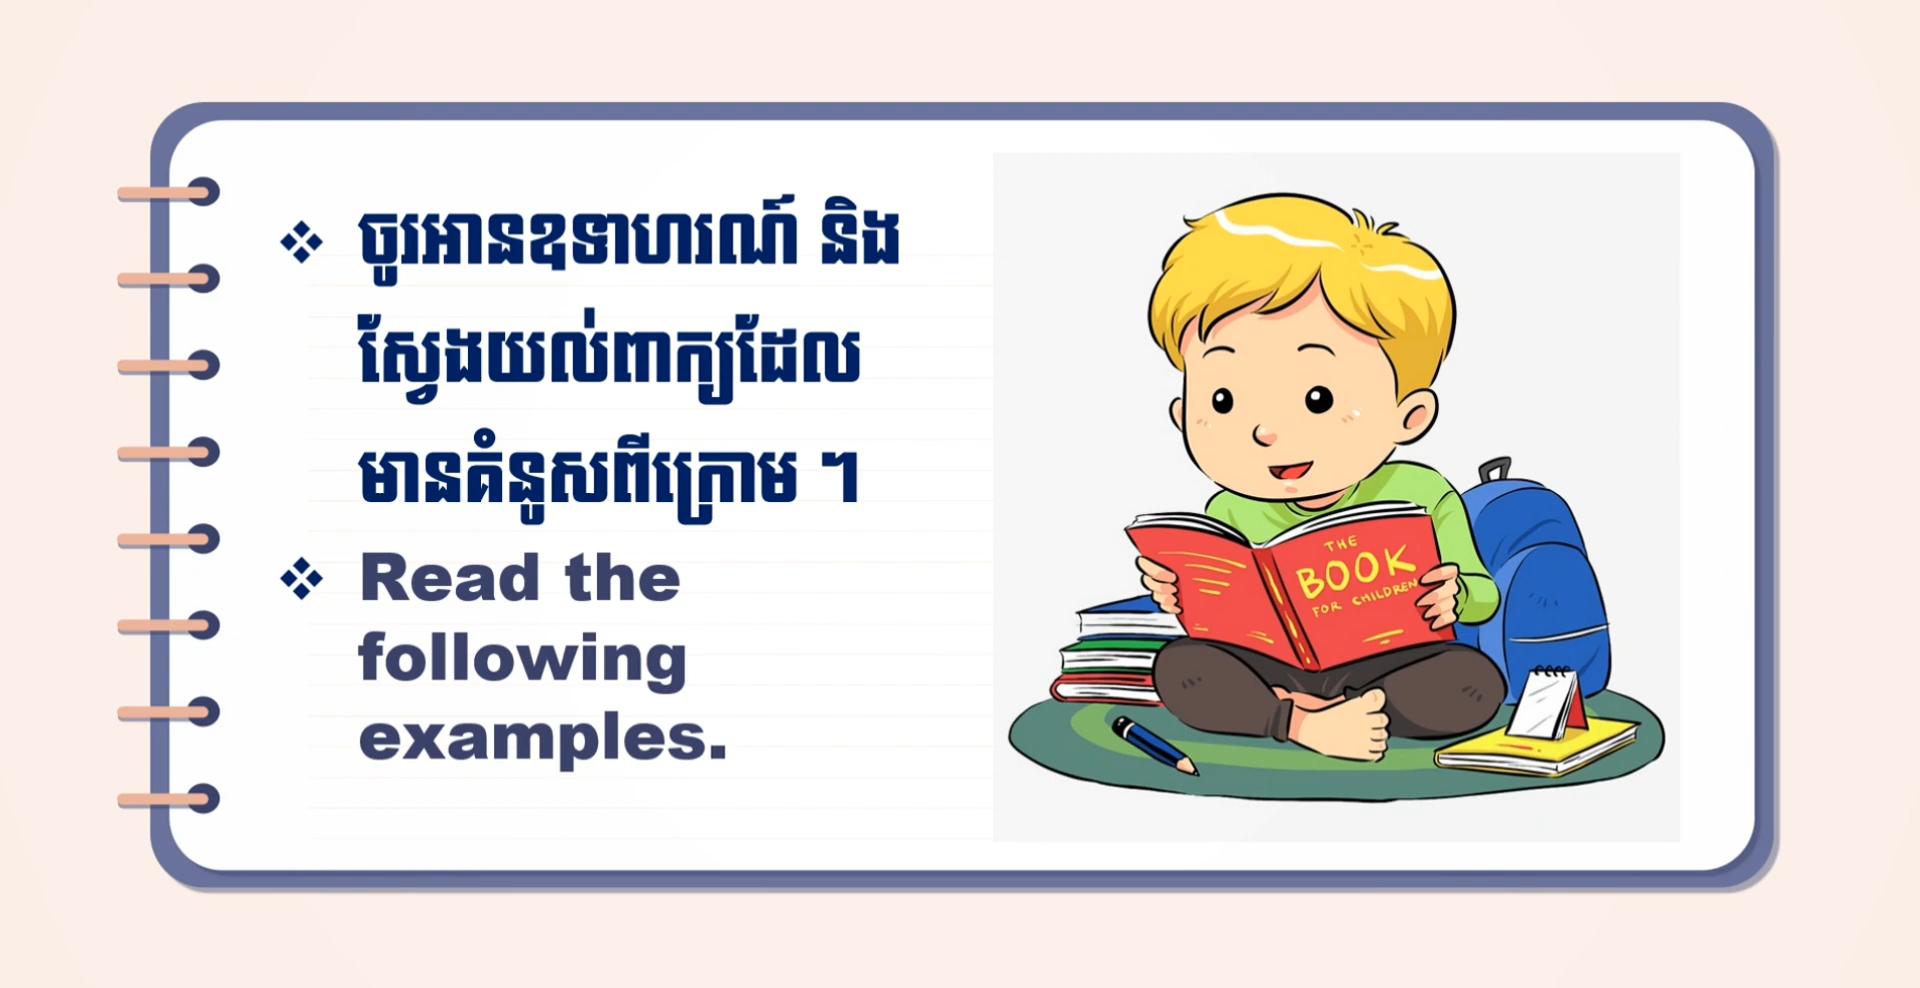 ចូរអានឧទាហរណ៍ និង
ស្វែងយល់ពាក្យដែល
មានគំនូសពីក្រោម ។
Read the
following
examples.
THE
BOOK
FOR CHILDREN